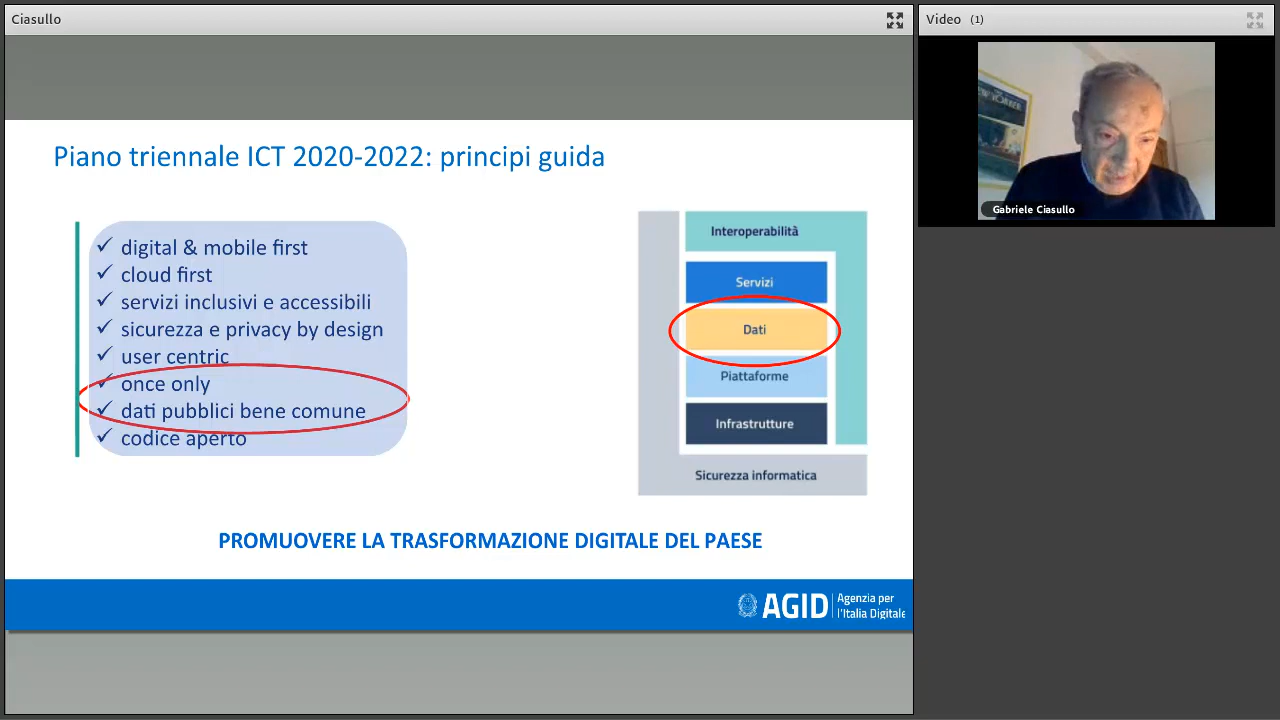 Ciasullo
Video (1)
Piano triennale ICT 2020-2022: principi guida
digital & mobile first
cloud first
servizi inclusivi e accessibili
sicurezza e privacy by design
user centric
once only
dati pubblici bene comune
codice aperto
Interoperabilità
Servizi
Dati
Piattaforme
Infrastrutture
Sicurezza informatica
PROMUOVERE LA TRASFORMAZIONE DIGITALE DEL PAESE
AGID
Agenzia per
l'Italia Digitale
Gabriele Ciasullo